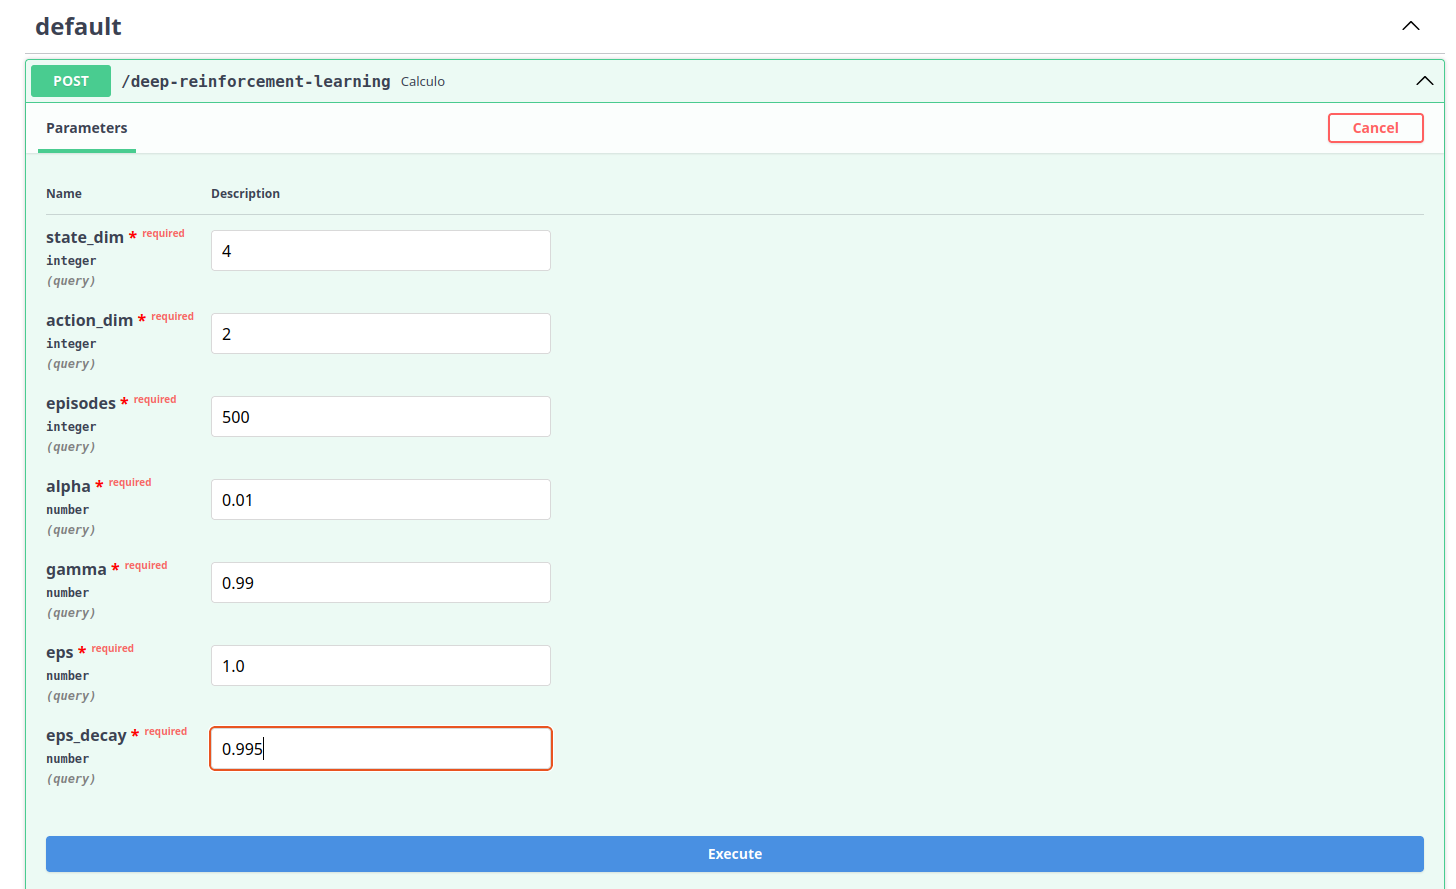 default
POST /deep-reinforcement-learning Calculo
Parameters Cancel
Name Description
state_dim * required
integer
(query)
4
action_dim * required
integer
(query)
2
episodes * required
integer
(query)
500
alpha * required
number
(query)
0.01
gamma * required
number
(query)
0.99
eps * required
number
(query)
1.0
eps_decay * required
number
(query)
0.995
Execute